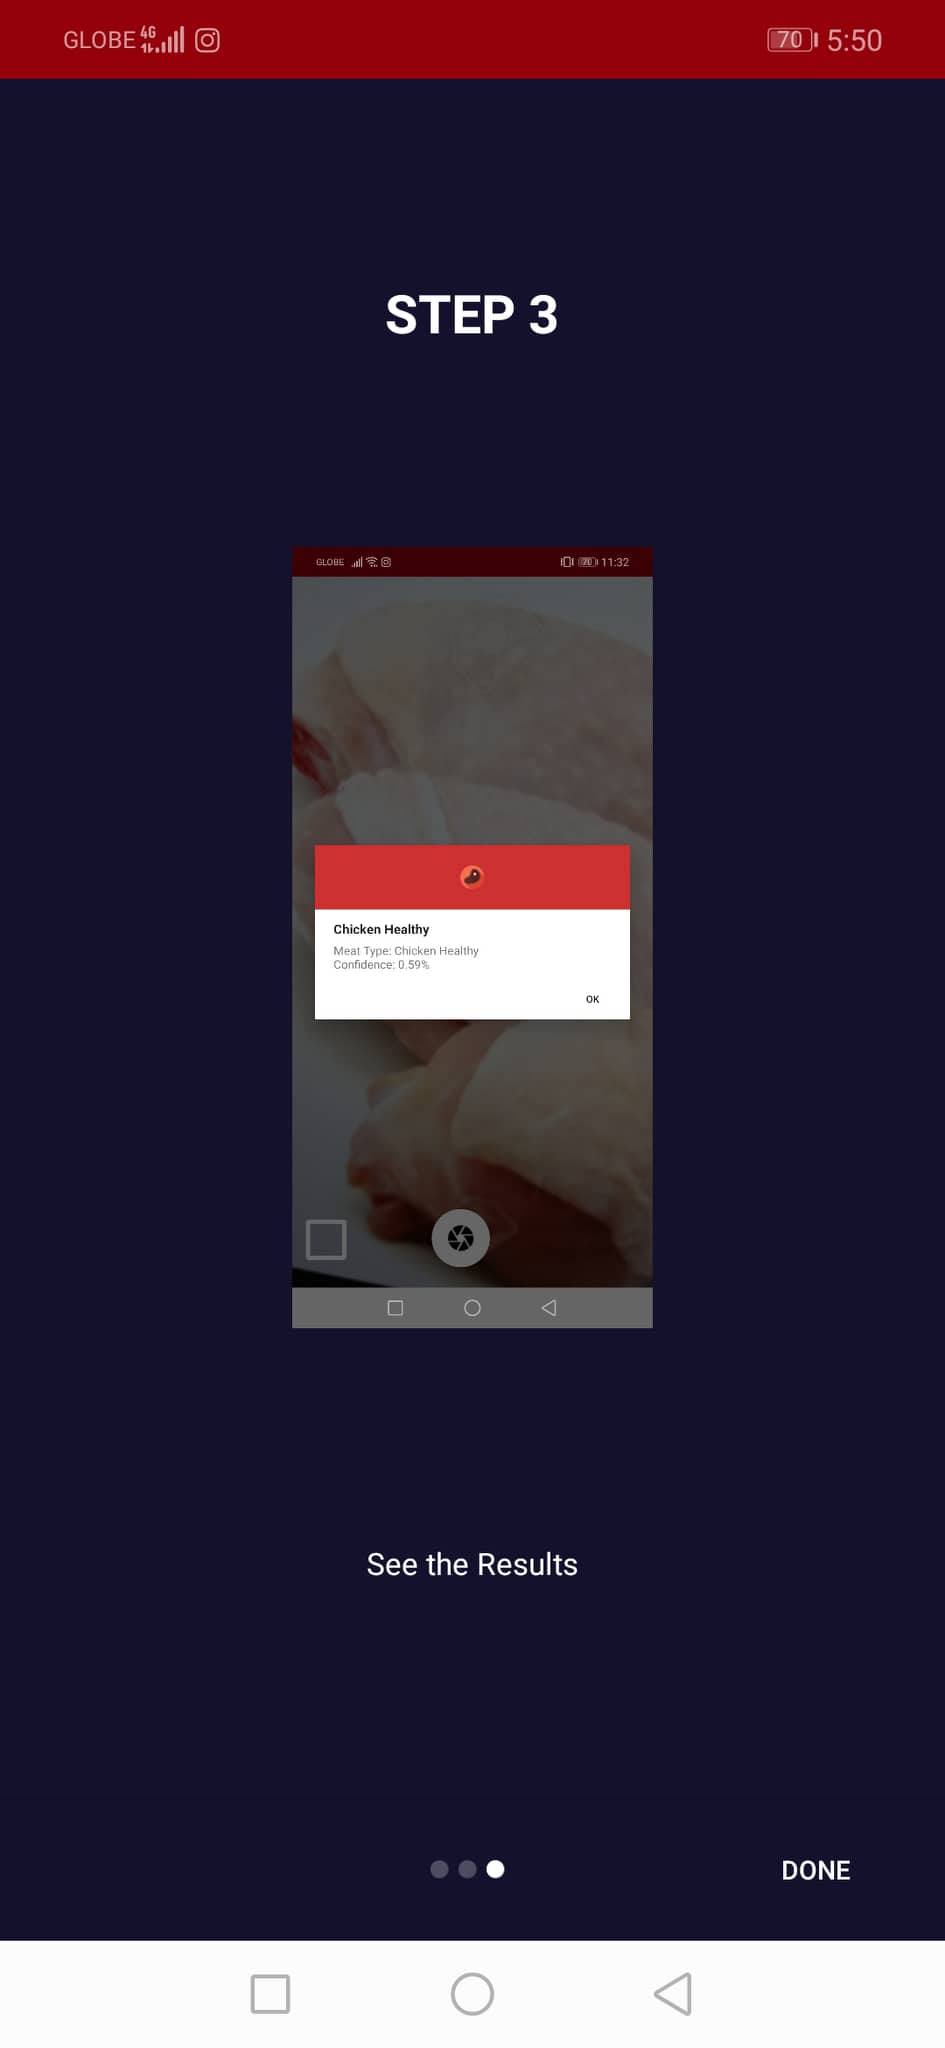 GLOBE 4G 70 5:50
STEP 3
GLOBE 70 11:32
Chicken Healthy
Meat Type: Chicken Healthy
Confidence: 0.59%
OK
See the Results
DONE